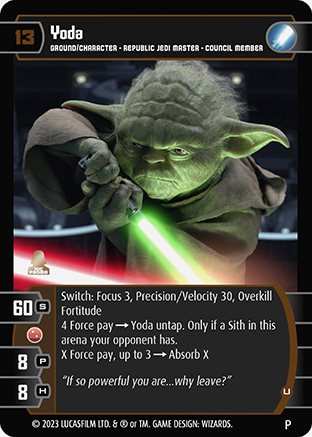 13
Yoda
GROUND/CHARACTER - REPUBLIC JEDI MASTER - COUNCIL MEMBER
60 S
Switch: Focus 3, Precision/Velocity 30, Overkill
Fortitude
4 Force pay → Yoda untap. Only if a Sith in this
arena your opponent has.
8 P
X Force pay, up to 3 → Absorb X
8 H
“If so powerful you are...why leave?”
U
© 2023 LUCASFILM LTD. & ® or TM. GAME DESIGN: WIZARDS.
P